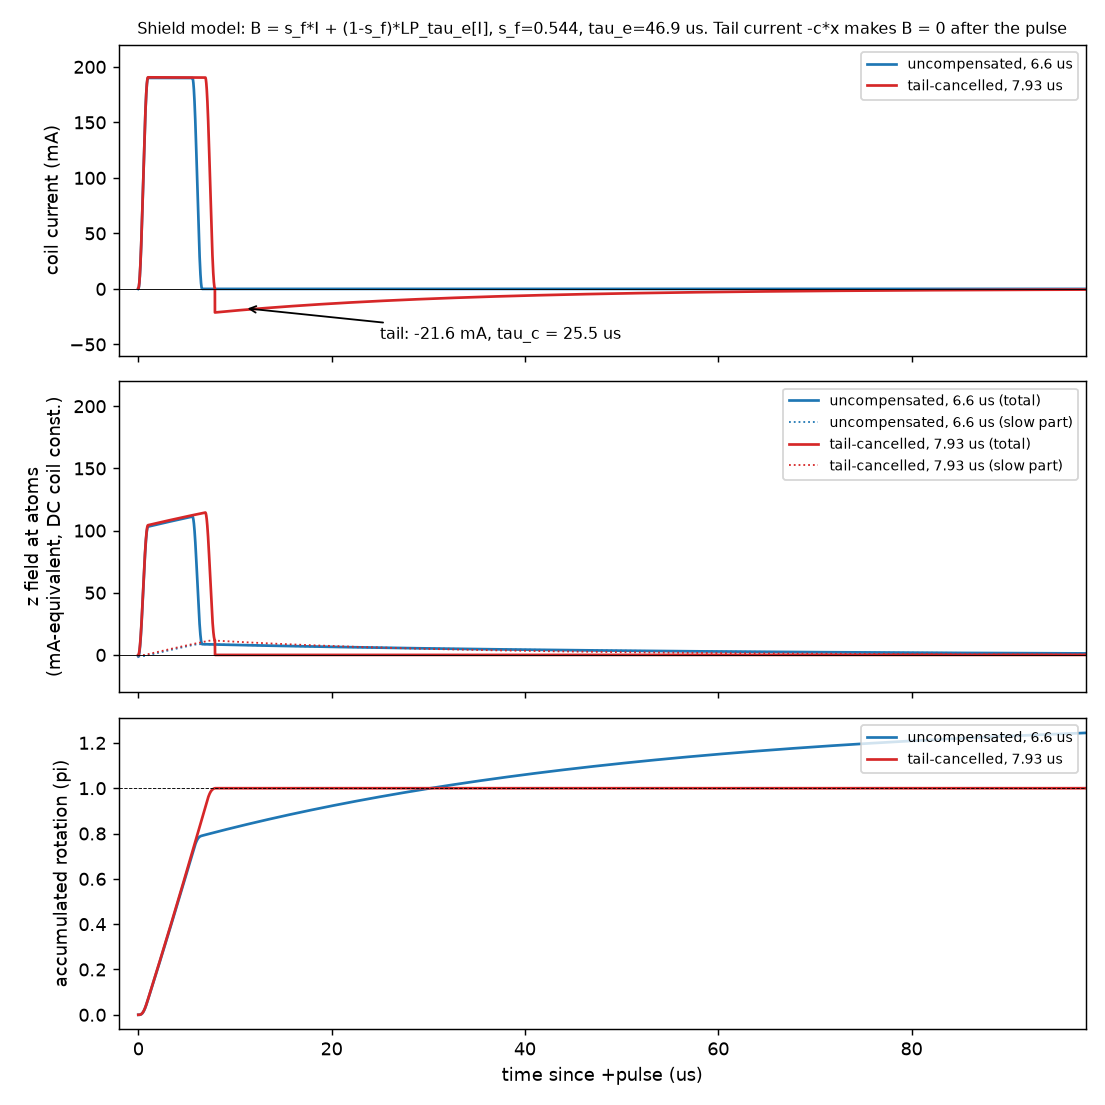 Shield model: B = s_f*I + (1-s_f)*LP_tau_e[I], s_f=0.544, tau_e=46.9 us. Tail current -c*x makes B = 0 after the pulse
200
150
100
50
0
−50
coil current (mA)
uncompensated, 6.6 us
tail-cancelled, 7.93 us
tail: -21.6 mA, tau_c = 25.5 us
200
150
100
50
0
z field at atoms
(mA-equivalent, DC coil const.)
uncompensated, 6.6 us (total)
uncompensated, 6.6 us (slow part)
tail-cancelled, 7.93 us (total)
tail-cancelled, 7.93 us (slow part)
1.2
1.0
0.8
0.6
0.4
0.2
0.0
accumulated rotation (pi)
uncompensated, 6.6 us
tail-cancelled, 7.93 us
0 20 40 60 80
time since +pulse (us)